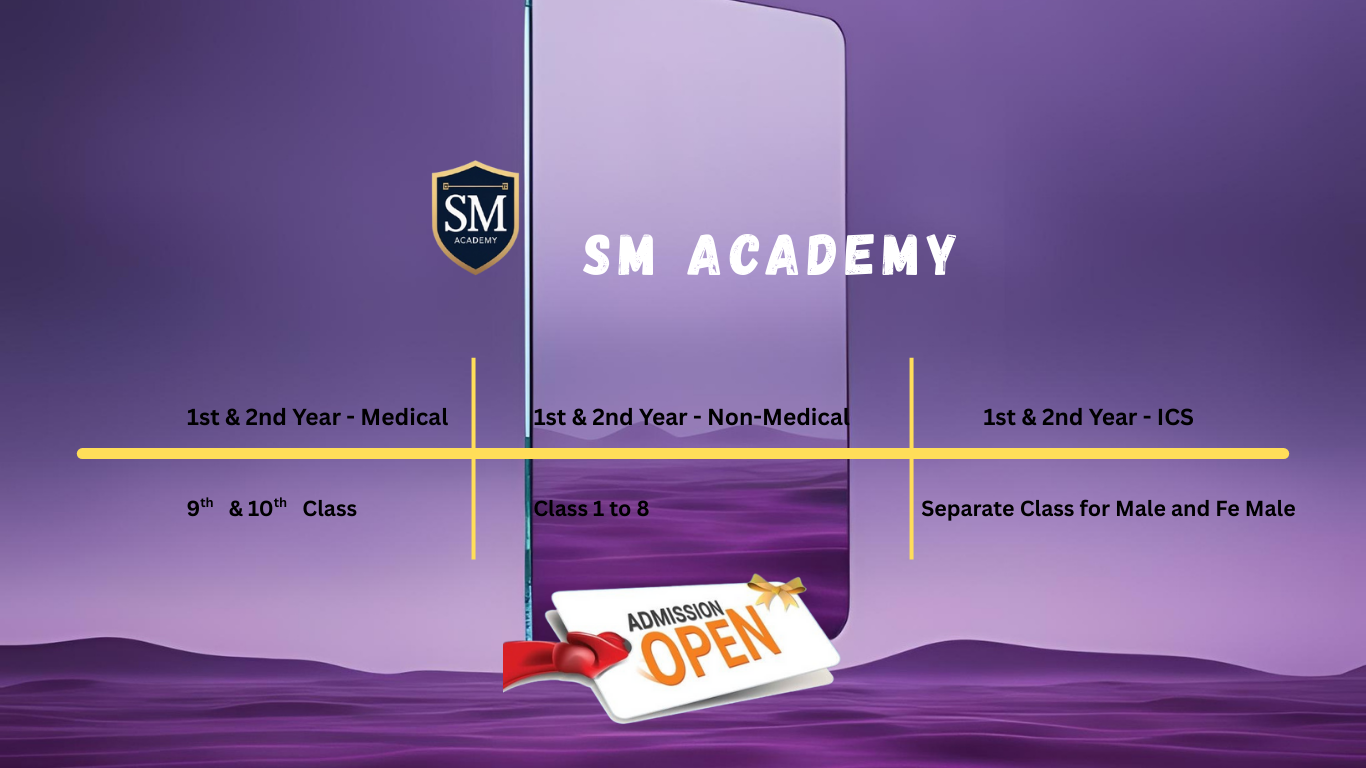 SM
ACADEMY
SM ACADEMY
1st & 2nd Year - Medical
1st & 2nd Year - Non-Medical
1st & 2nd Year - ICS
9th & 10th Class
Class 1 to 8
Separate Class for Male and Fe Male
ADMISSION
OPEN